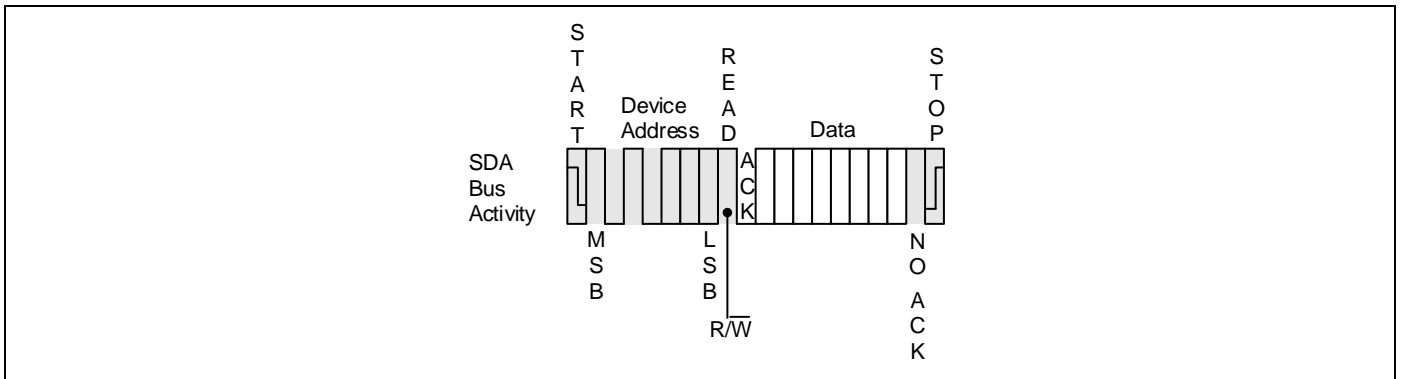 START
READ
STOP
Device
Address
Data
SDA
Bus
Activity
ACK
MSB
LSB
NO ACK
R/W̅